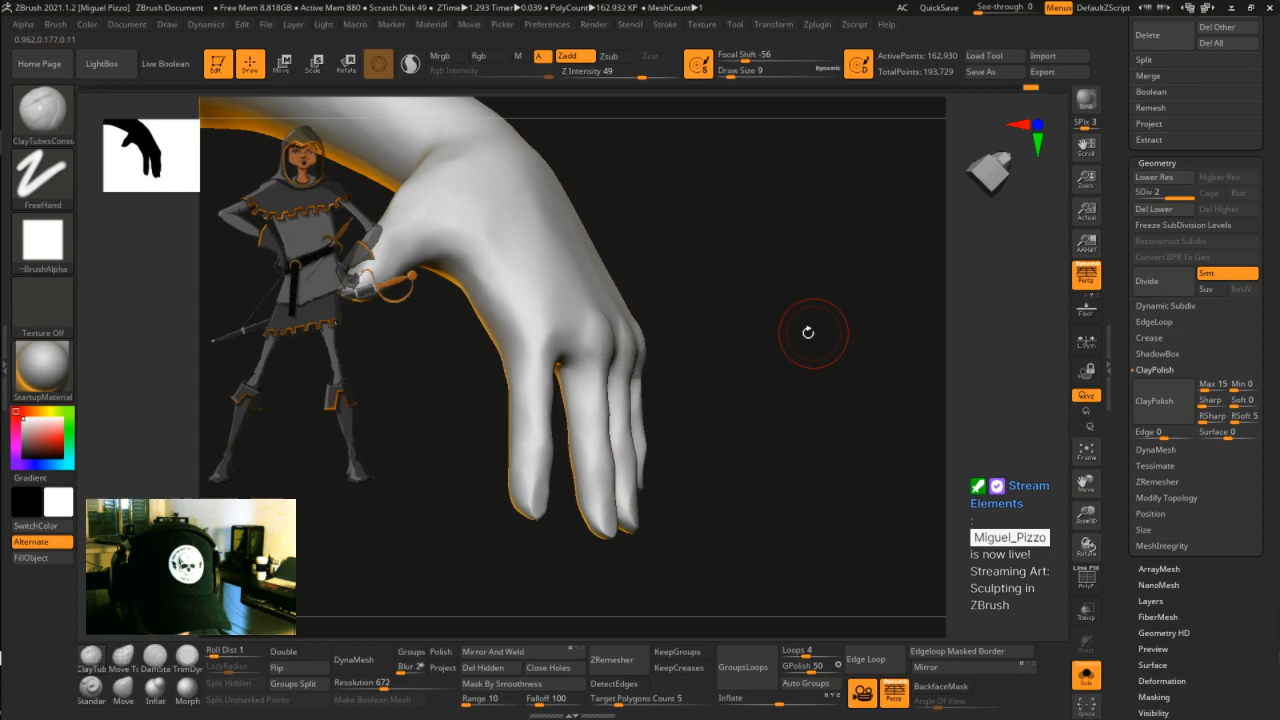 ZBrush 2021.1.2 [Miguel Pizzo] ZBrush Document • Free Mem 8.818GB • Active Mem 880 • Scratch Disk 49 • ZTime▶1.293 Timer▶0.039 • PolyCount▶162.932 KP • MeshCount▶1 AC QuickSave See-through 0 Menus DefaultZScript
Alpha Brush Color Document Draw Dynamics Edit File Layer Light Macro Marker Material Movie Picker Preferences Render Stencil Stroke Texture Tool Transform Zplugin Zscript Help
0.962,0.177,0.11
Home Page
LightBox
Live Boolean
Edit
Draw
Move
Scale
Rotate
Mrgb Rgb M
Rgb Intensity
A Zadd Zsub Zcut
Z Intensity 49
S
Focal Shift -56
Draw Size 9 Dynamic
D
ActivePoints: 162,930
TotalPoints: 193,729
Load Tool Import
Save As Export
ClayTubesConst
FreeHand
~BrushAlpha
Texture Off
StartupMaterial
Gradient
SwitchColor
Alternate
FillObject
Stream
Elements
:
Miguel_Pizzo
is now live!
Streaming Art:
Sculpting in
ZBrush
BPR
SPix 3
Scroll
Zoom
Actual
AAHalf
Dynamic
Persp
Floor
L.Sym
XYZ
Frame
Move
Zoom3D
Rotate
Line Fill
PolyF
Transp
Ghost
Solo
Xpose
Delete
Del Other
Del All
Split
Merge
Boolean
Remesh
Project
Extract
Geometry
Lower Res Higher Res
SDiv 2 Cage Rstr
Del Lower Del Higher
Freeze SubDivision Levels
Reconstruct Subdiv
Convert BPR To Geo
Divide
Smt
Suv ReUV
Dynamic Subdiv
EdgeLoop
Crease
ShadowBox
ClayPolish
ClayPolish
Max 15 Min 0
Sharp Soft 0
RSharp RSoft 5
Edge 0 Surface 0
DynaMesh
Tessimate
ZRemesher
Modify Topology
Position
Size
MeshIntegrity
ArrayMesh
NanoMesh
Layers
FiberMesh
Geometry HD
Preview
Surface
Deformation
Masking
Visibility
ClayTub Move To DamSta TrimDy
Standar Move Inflat Morph
Roll Dist 1 Double
LazyRadius Flip
Split Hidden Groups Split
Split Unmasked Points
DynaMesh
Groups Polish
Blur 2 Project
Resolution 672
Make Boolean Mesh
Mirror And Weld
Del Hidden Close Holes
Mask By Smoothness
Range 10 Falloff 100
ZRemesher
KeepGroups
KeepCreases
DetectEdges
Target Polygons Count 5
GroupsLoops
Loops 4
GPolish 50
Auto Groups
Inflate
Edge Loop
Persp
Edgeloop Masked Border
Mirror
BackfaceMask
Angle Of View